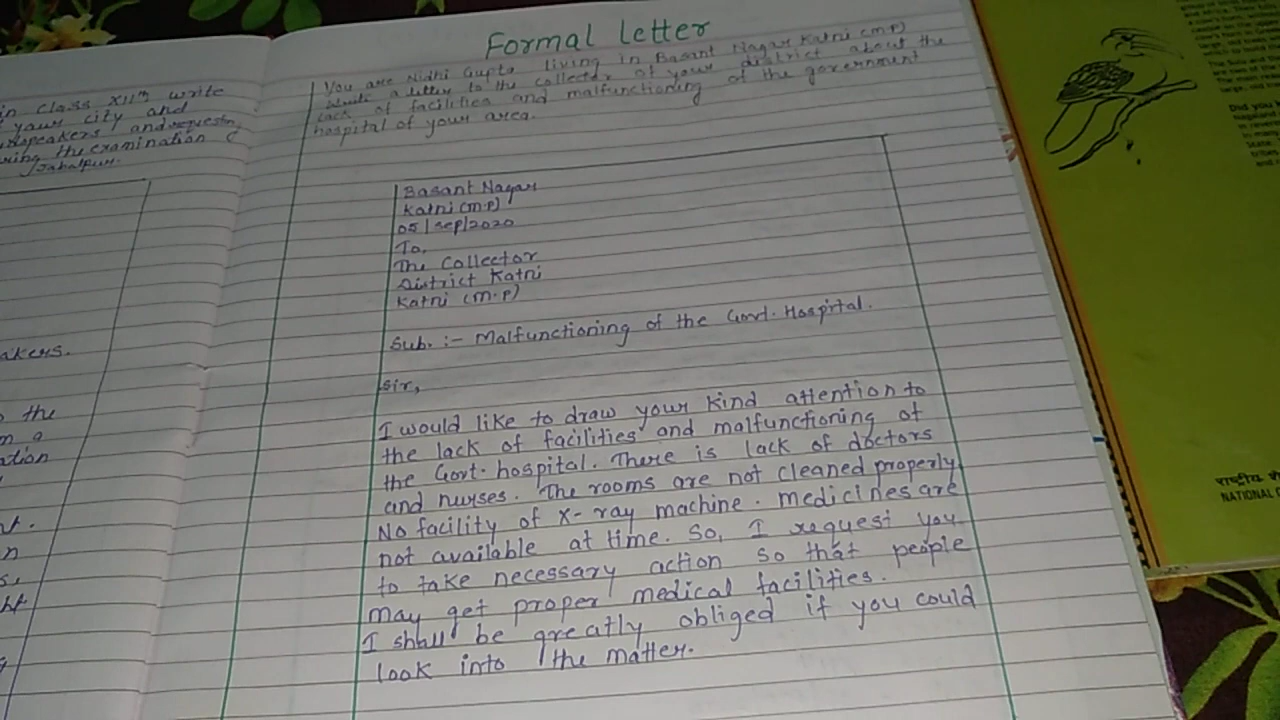 Formal letter
You are Nidhi Gupta living in Basant Nagar Katni (m.p)
write a letter to the collector of your district about the
lack of facilities and malfunctioning of the government
hospital of your area.
Basant Nagar
Katni (m.p)
05/sep/2020
To,
The Collector
District Katni
Katni (m.p)
Sub. :- Malfunctioning of the Govt. Hospital.
Sir,
I would like to draw your kind attention to
the lack of facilities and malfunctioning of
the Govt. hospital. There is lack of doctors
and nurses. The rooms are not cleaned properly
No facility of X-ray machine. medicines are
not available at time. So, I request you
to take necessary action so that people
may get proper medical facilities.
I shall be greatly obliged if you could
look into the matter.
in class XIIth write
your city and
speakers, and
the examination
Jabalpur.
akers.
the
ation
Did you
NATIONAL
राष्ट्रीय